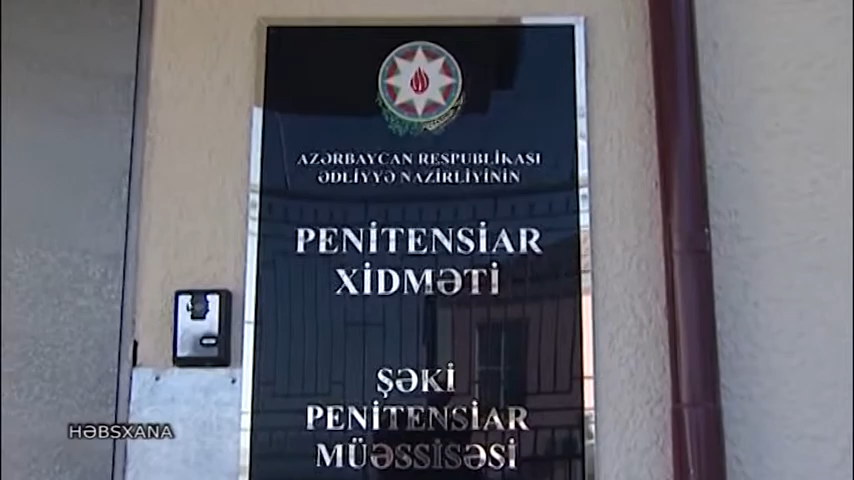 AZƏRBAYCAN RESPUBLİKASI
ƏDLİYYƏ NAZİRLİYİNİN
PENİTENSİAR
XİDMƏTİ
ŞƏKİ
PENİTENSİAR
MÜƏSSİSƏSİ
HƏBSXANA